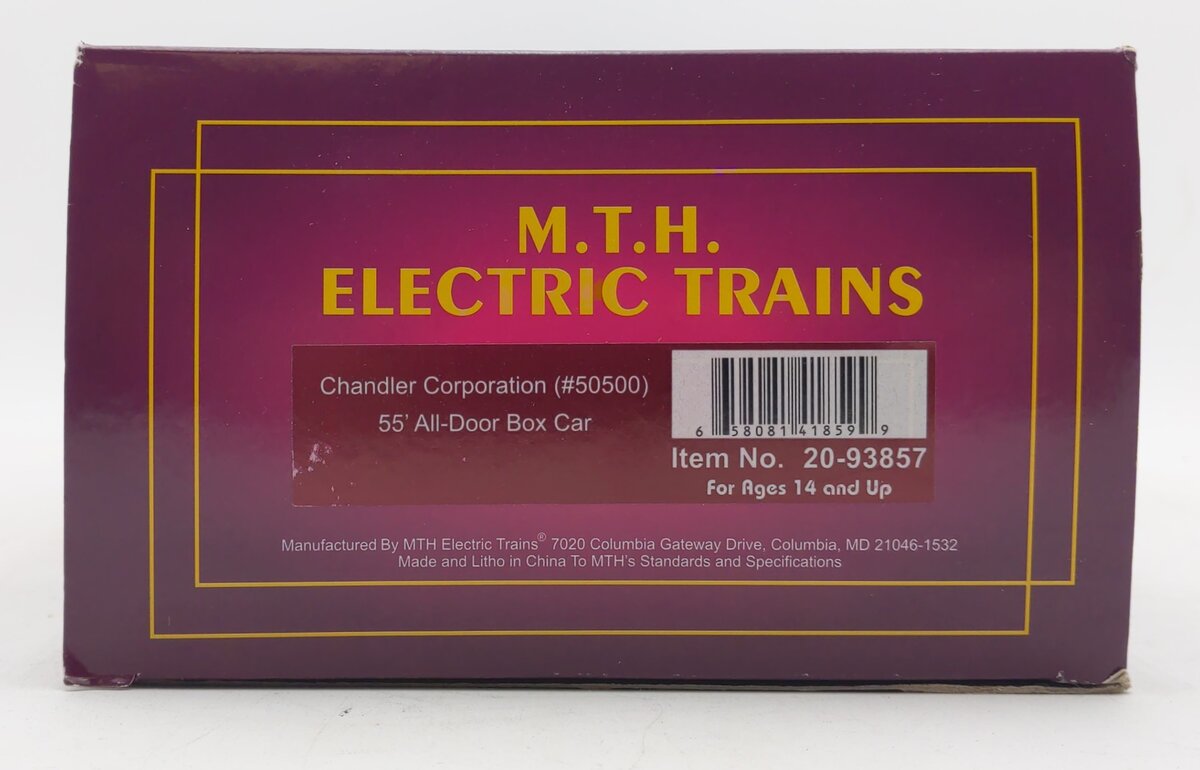 M.T.H.
ELECTRIC TRAINS
Chandler Corporation (#50500)
55' All-Door Box Car
6 58081 41859 9
Item No. 20-93857
For Ages 14 and Up
Manufactured By MTH Electric Trains® 7020 Columbia Gateway Drive, Columbia, MD 21046-1532
Made and Litho in China To MTH's Standards and Specifications